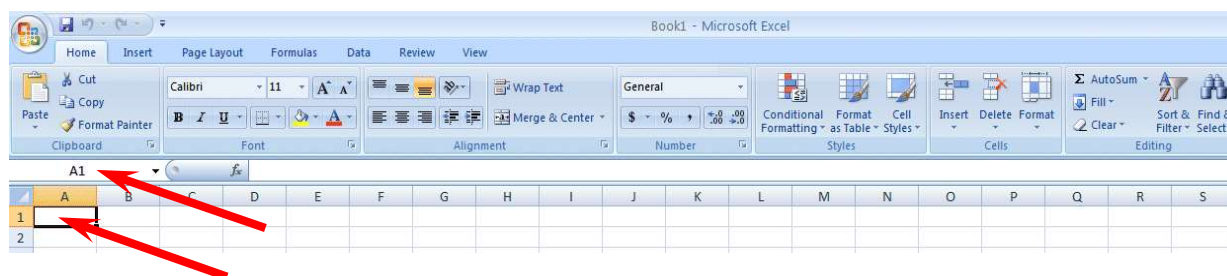 Book1 - Microsoft Excel
Home Insert Page Layout Formulas Data Review View
Cut
Copy
Paste
Format Painter
Clipboard
Calibri 11 A A
B I U A
Font
Wrap Text
Merge & Center
Alignment
General
$ % , .00 .00
Number
Conditional Formatting
Format as Table
Cell Styles
Styles
Insert Delete Format
Cells
Σ AutoSum
Fill
Clear
Sort & Filter
Find & Select
Editing
A1 fx
A B C D E F G H I J K L M N O P Q R S
1
2